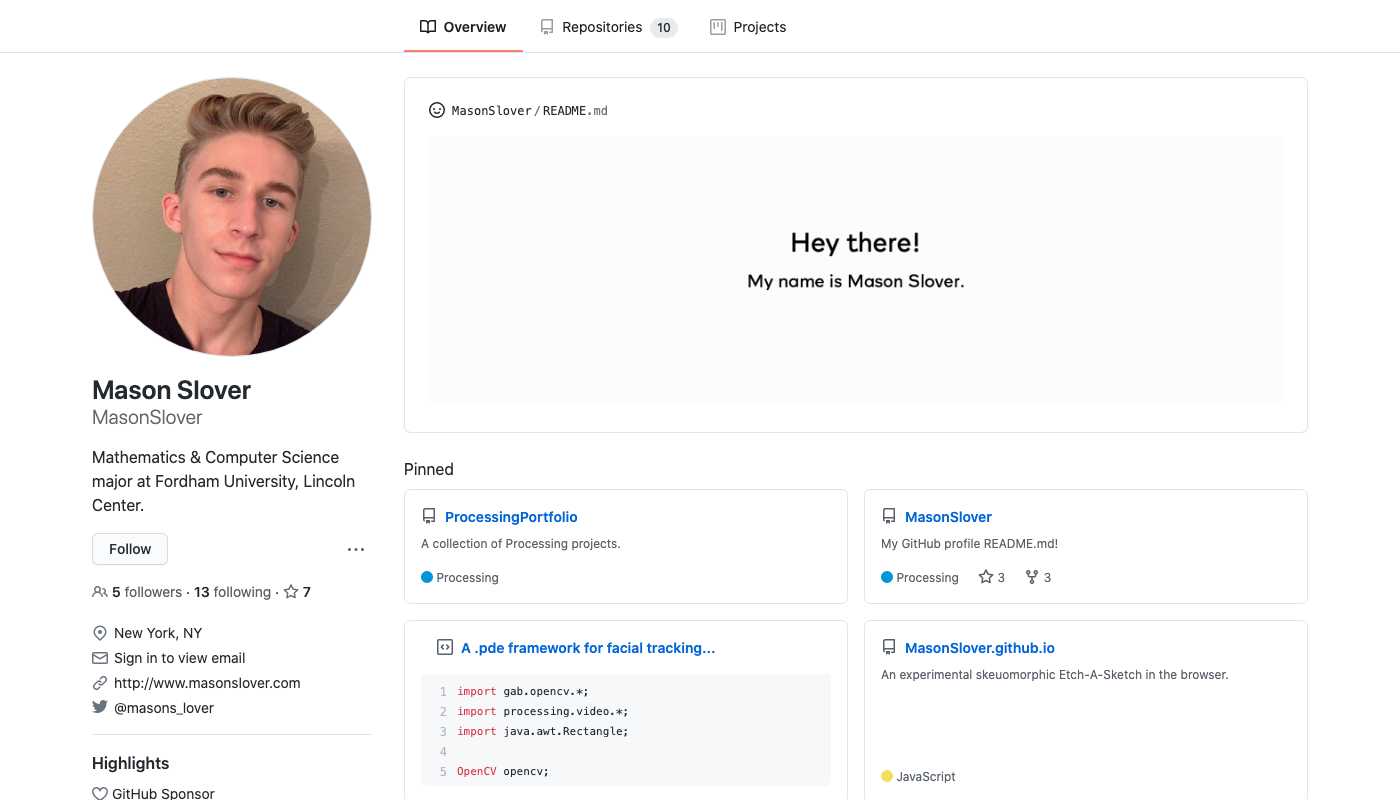 Overview
Repositories 10
Projects
MasonSlover/README.md
Hey there!
My name is Mason Slover.
Mason Slover
MasonSlover
Mathematics & Computer Science
major at Fordham University, Lincoln
Center.
Follow
5 followers · 13 following · 7
New York, NY
Sign in to view email
http://www.masonslover.com
@masons_lover
Highlights
GitHub Sponsor
Pinned
ProcessingPortfolio
A collection of Processing projects.
Processing
MasonSlover
My GitHub profile README.md!
Processing 3 3
A .pde framework for facial tracking...
1 import gab.opencv.*;
2 import processing.video.*;
3 import java.awt.Rectangle;
4
5 OpenCV opencv;
MasonSlover.github.io
An experimental skeuomorphic Etch-A-Sketch in the browser.
JavaScript